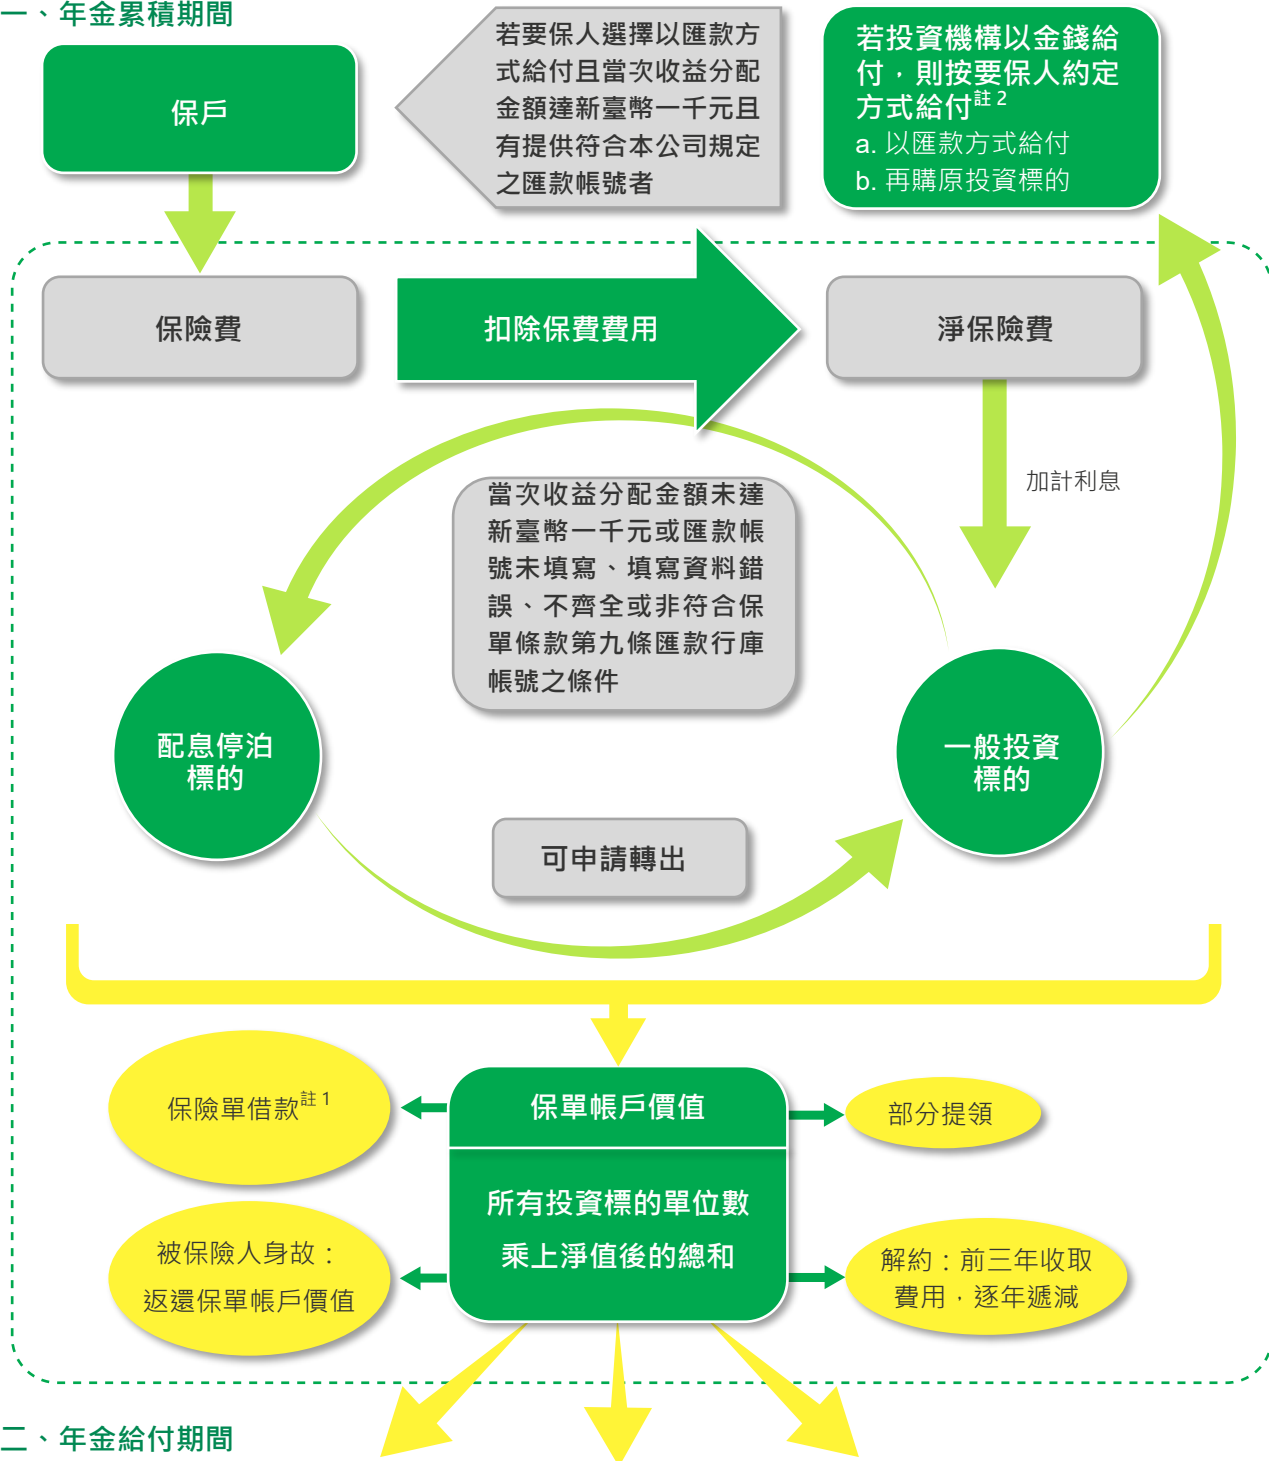 一、年金累積期間
保戶
若要保人選擇以匯款方
式給付且當次收益分配
金額達新臺幣一千元且
有提供符合本公司規定
之匯款帳號者
若投資機構以金錢給
付，則按要保人約定
方式給付註2
a. 以匯款方式給付
b. 再購原投資標的
保險費
扣除保費費用
淨保險費
加計利息
當次收益分配金額未達
新臺幣一千元或匯款帳
號未填寫、填寫資料錯
誤、不齊全或非符合保
單條款第九條匯款行庫
帳號之條件
配息停泊
標的
一般投資
標的
可申請轉出
保險單借款註1
保單帳戶價值
部分提領
所有投資標的單位數
乘上淨值後的總和
被保險人身故：
返還保單帳戶價值
解約：前三年收取
費用，逐年遞減
二、年金給付期間